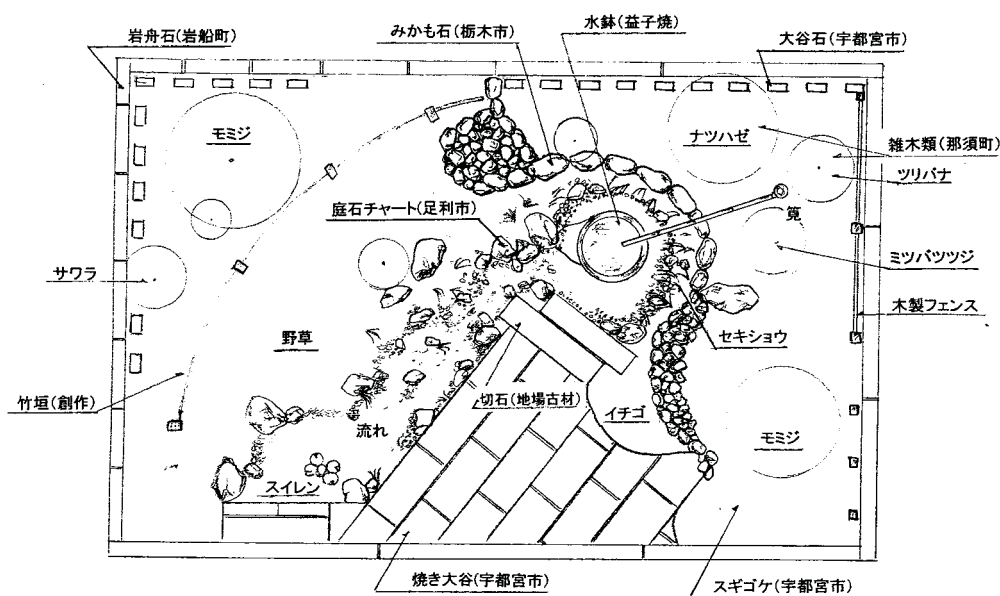 岩舟石(岩船町)
みかも石(栃木市)
水鉢(益子焼)
大谷石(宇都宮市)
モミジ
ナツハゼ
雑木類(那須町)
ツリバナ
庭石チャート(足利市)
筧
ミツバツツジ
サワラ
木製フェンス
セキショウ
野草
竹垣(創作)
切石(地場古材)
イチゴ
流れ
モミジ
スイレン
焼き大谷(宇都宮市)
スギゴケ(宇都宮市)